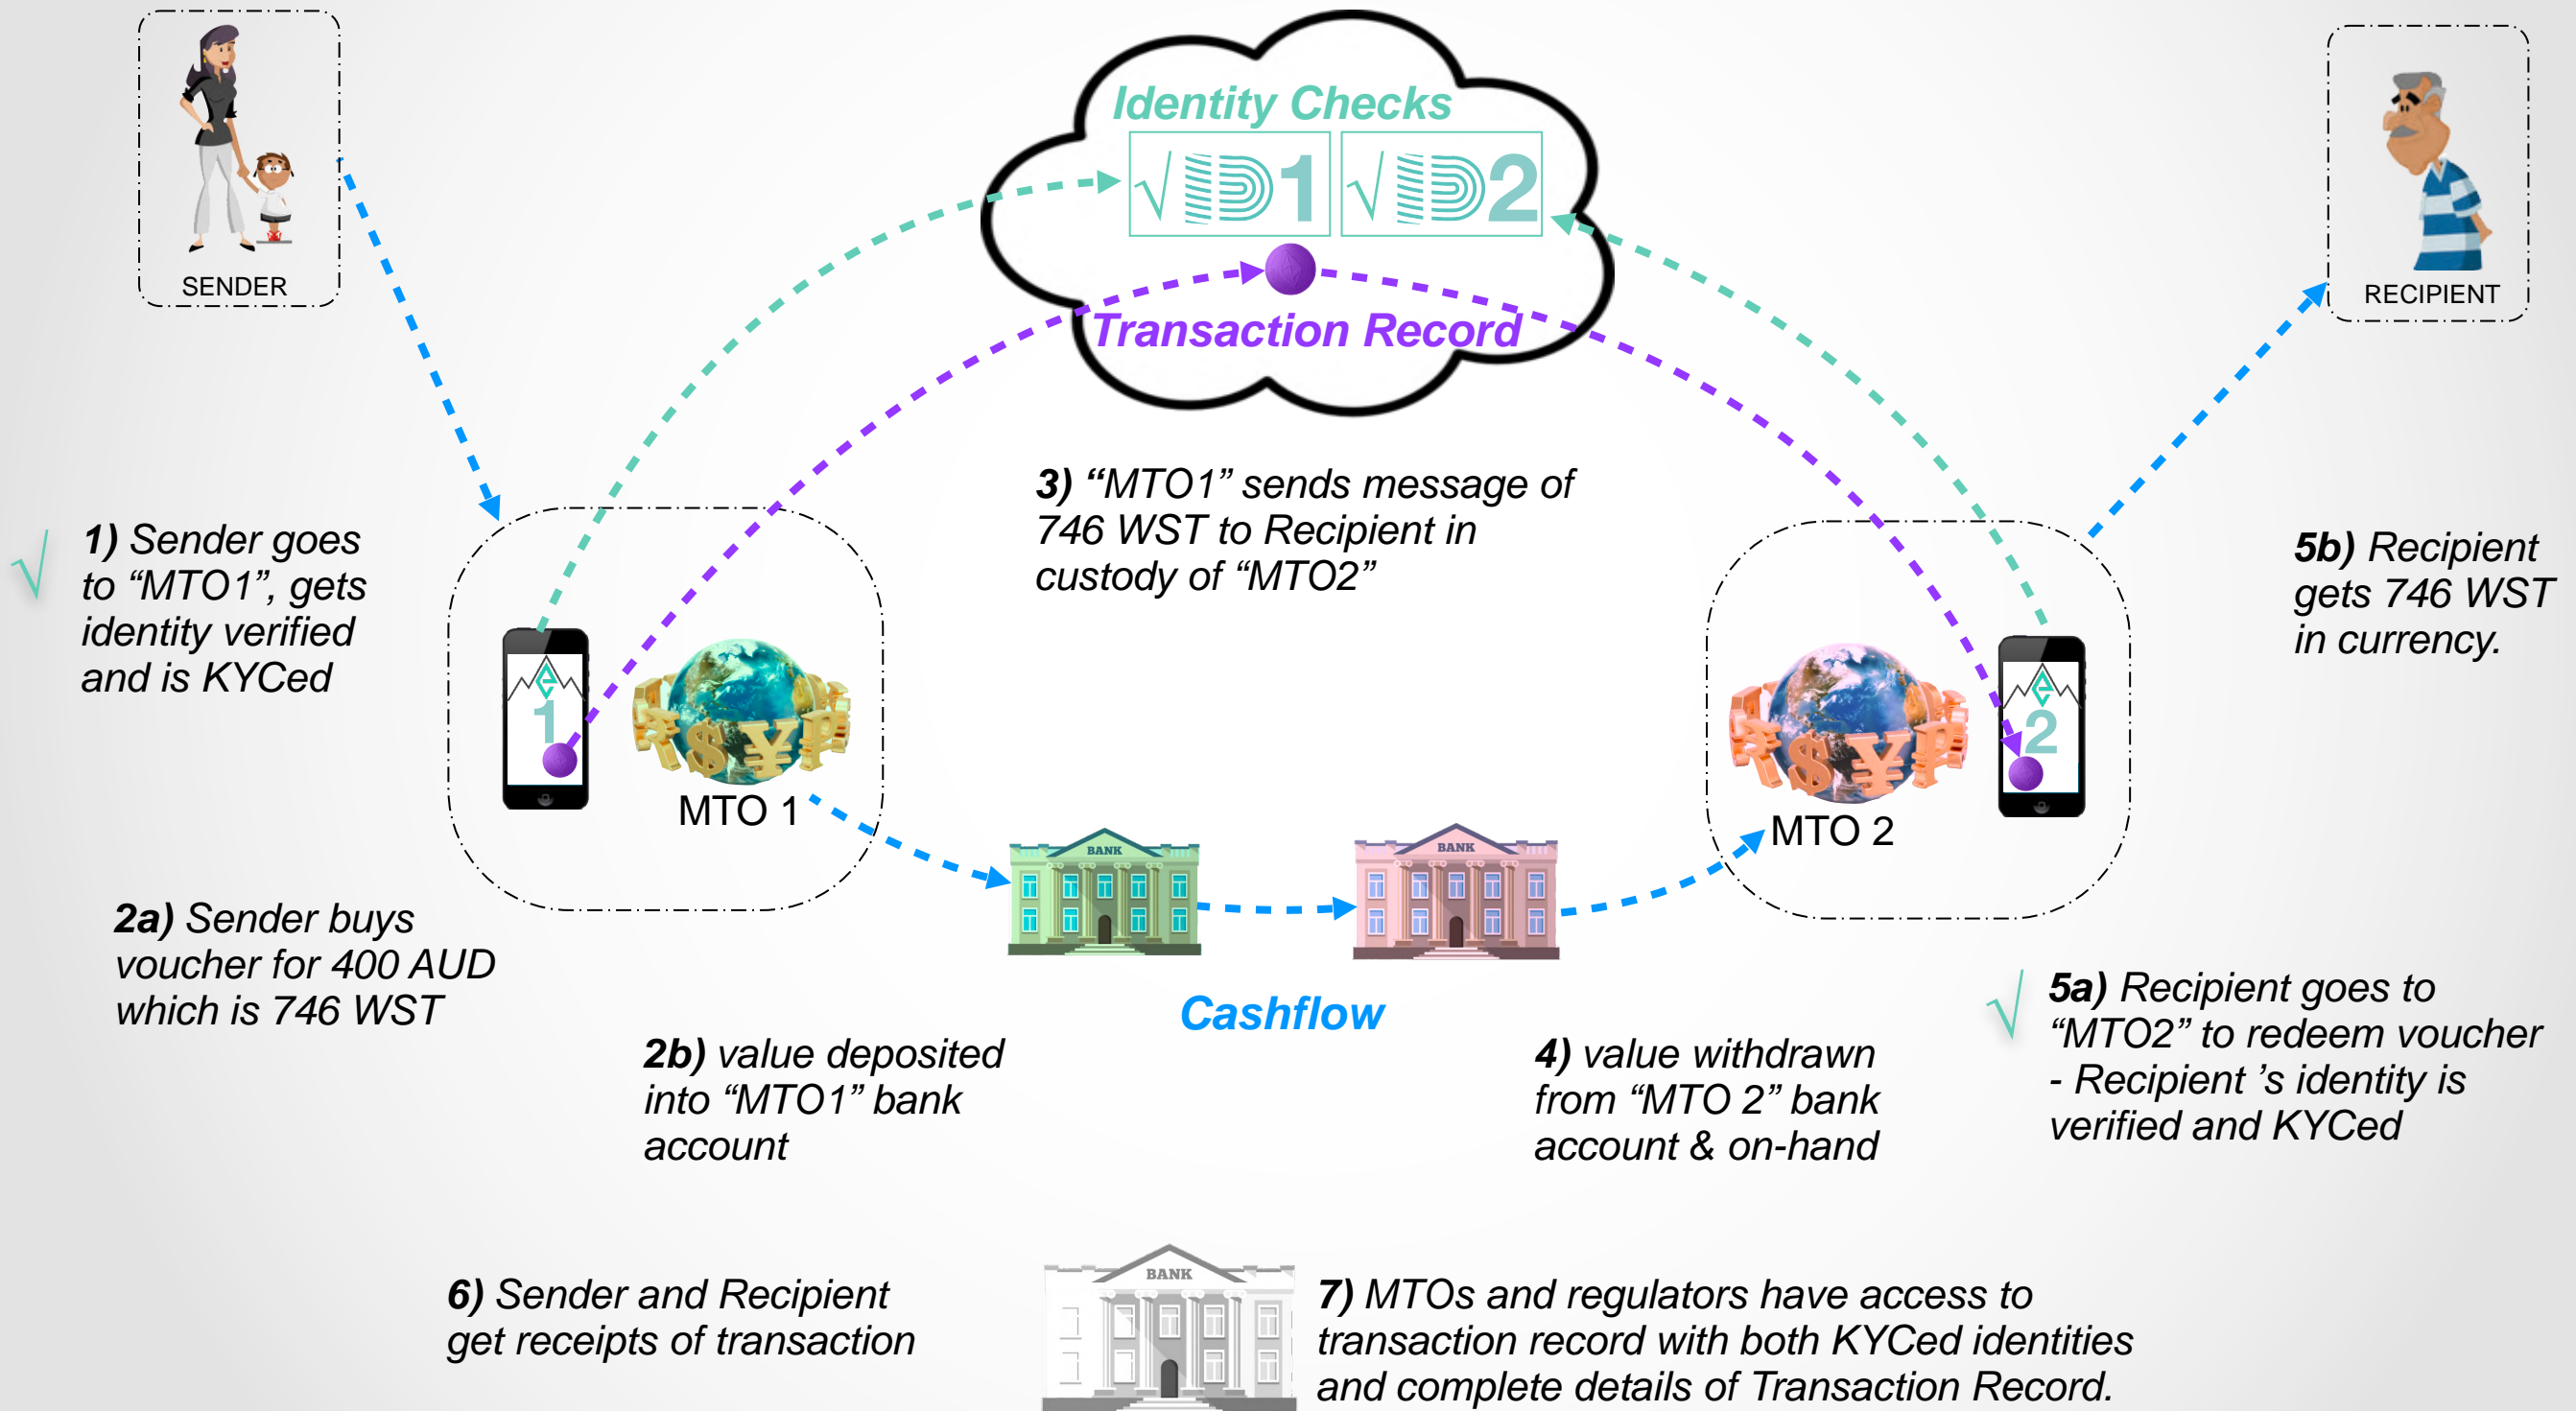 Identity Checks
√ ID1 √ ID2
SENDER
RECIPIENT
Transaction Record
3) “MTO1” sends message of
746 WST to Recipient in
custody of “MTO2”
√ 1) Sender goes
to “MTO1”, gets
identity verified
and is KYCed
5b) Recipient
gets 746 WST
in currency.
1
$ ¥ P
MTO 1
$ ¥ P
MTO 2
2
BANK
BANK
2a) Sender buys
voucher for 400 AUD
which is 746 WST
Cashflow
2b) value deposited
into “MTO1” bank
account
4) value withdrawn
from “MTO 2” bank
account & on-hand
√ 5a) Recipient goes to
“MTO2” to redeem voucher
- Recipient ’s identity is
verified and KYCed
6) Sender and Recipient
get receipts of transaction
BANK
7) MTOs and regulators have access to
transaction record with both KYCed identities
and complete details of Transaction Record.